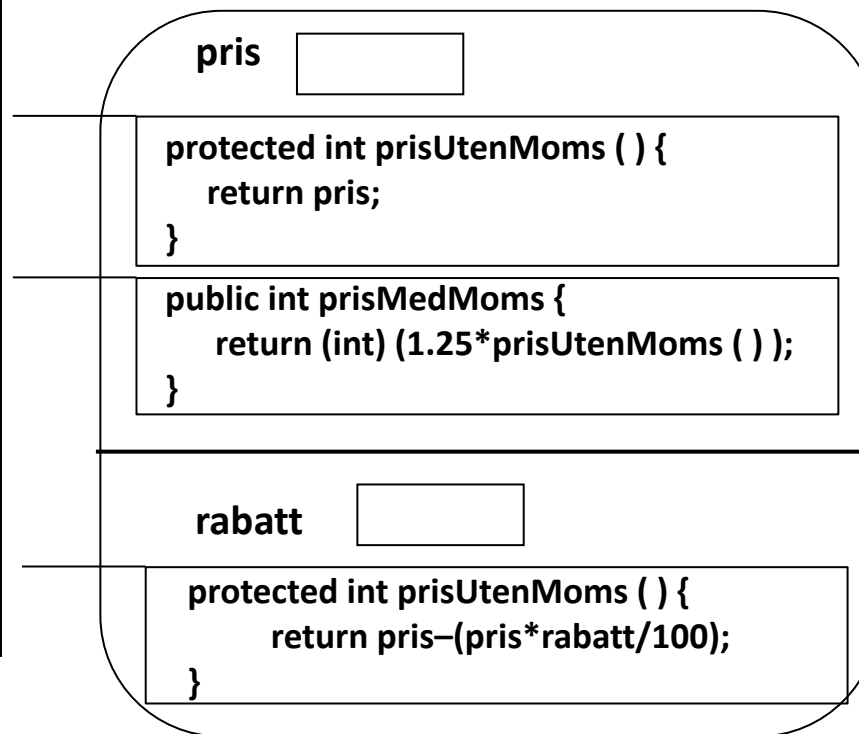 pris
protected int prisUtenMoms ( ) {
return pris;
}
public int prisMedMoms {
return (int) (1.25*prisUtenMoms ( ) );
}
rabatt
protected int prisUtenMoms ( ) {
return pris–(pris*rabatt/100);
}